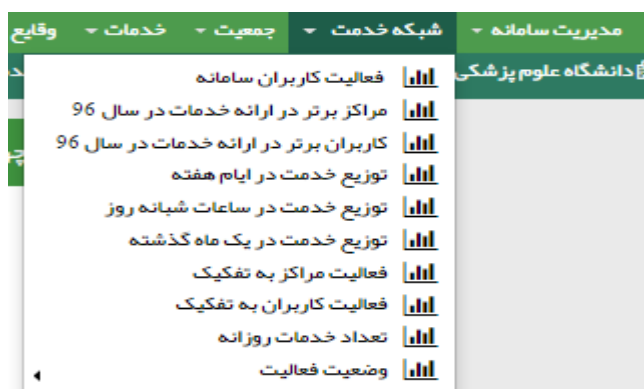 مدیریت سامانه شبکه خدمت جمعیت خدمات وقایع
دانشگاه علوم پزشکی
فعالیت کاربران سامانه
مراکز برتر در ارائه خدمات در سال 96
کاربران برتر در ارائه خدمات در سال 96
توزیع خدمت در ایام هفته
توزیع خدمت در ساعات شبانه روز
توزیع خدمت در یک ماه گذشته
فعالیت مراکز به تفکیک
فعالیت کاربران به تفکیک
تعداد خدمات روزانه
وضعیت فعالیت